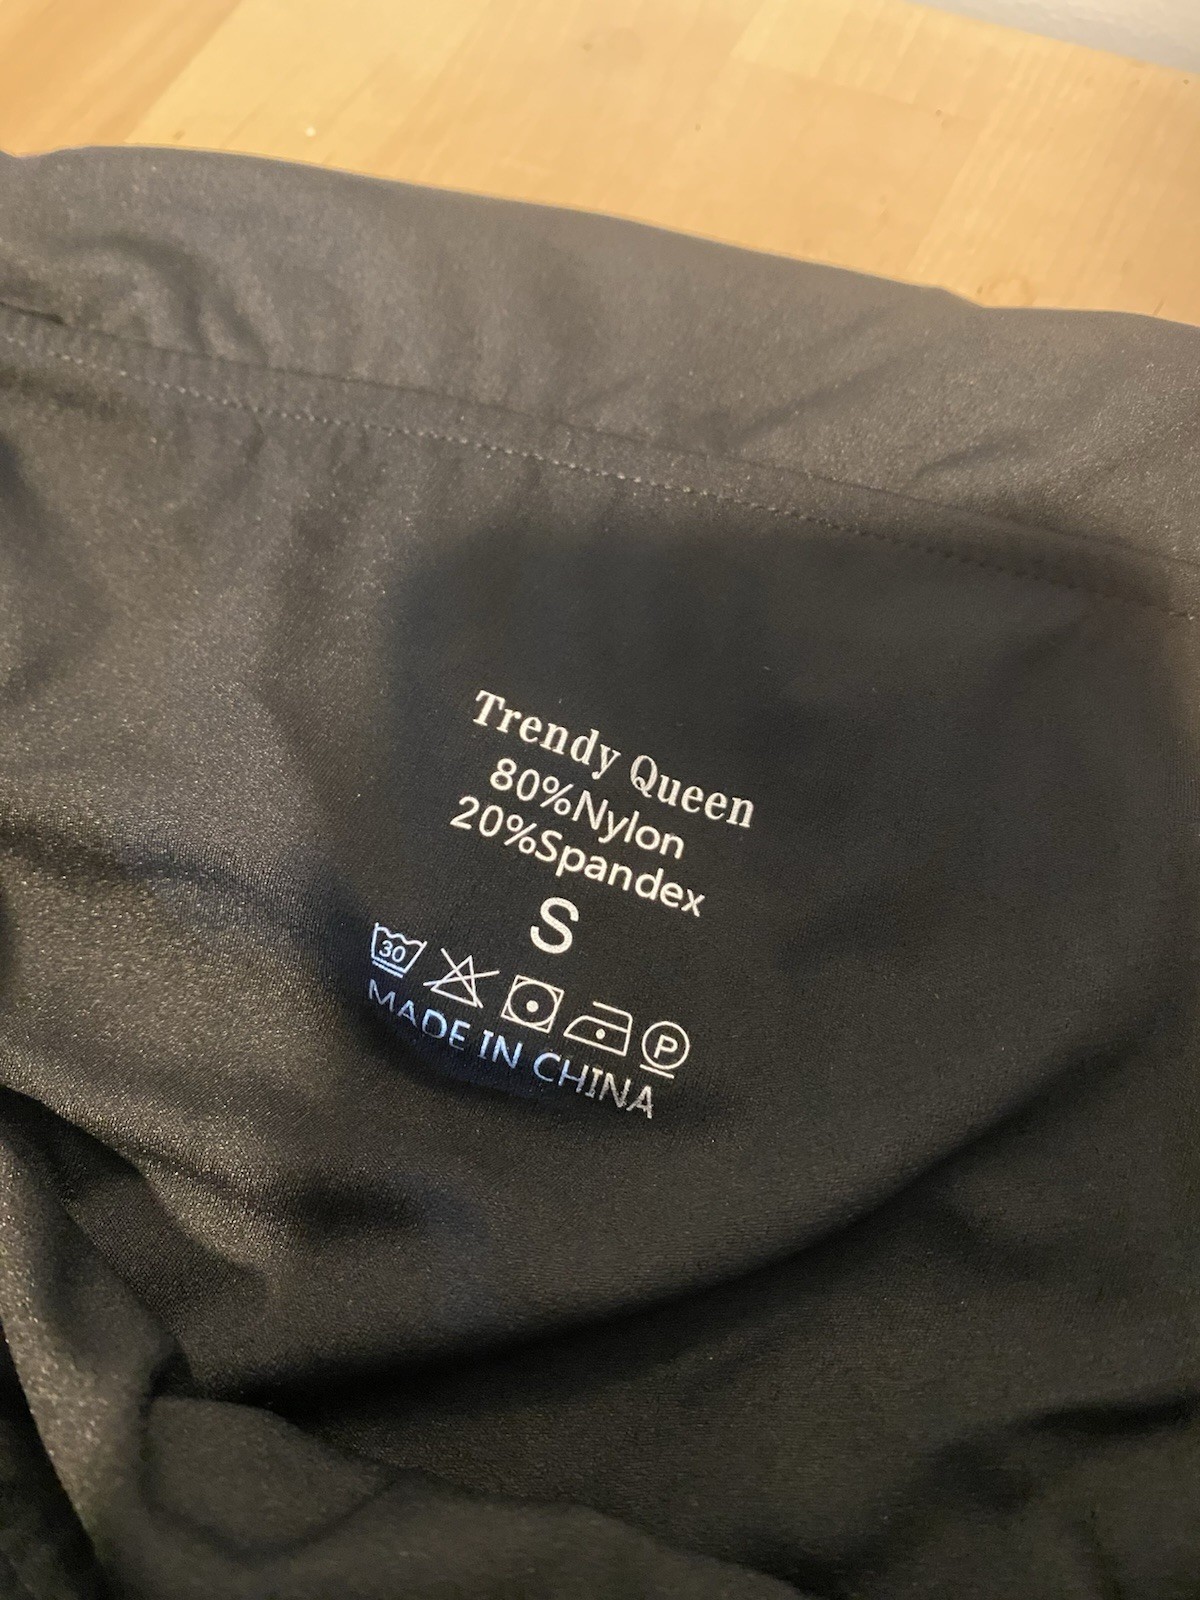 Trendy Queen
80%Nylon
20%Spandex
S
30 P
MADE IN CHINA